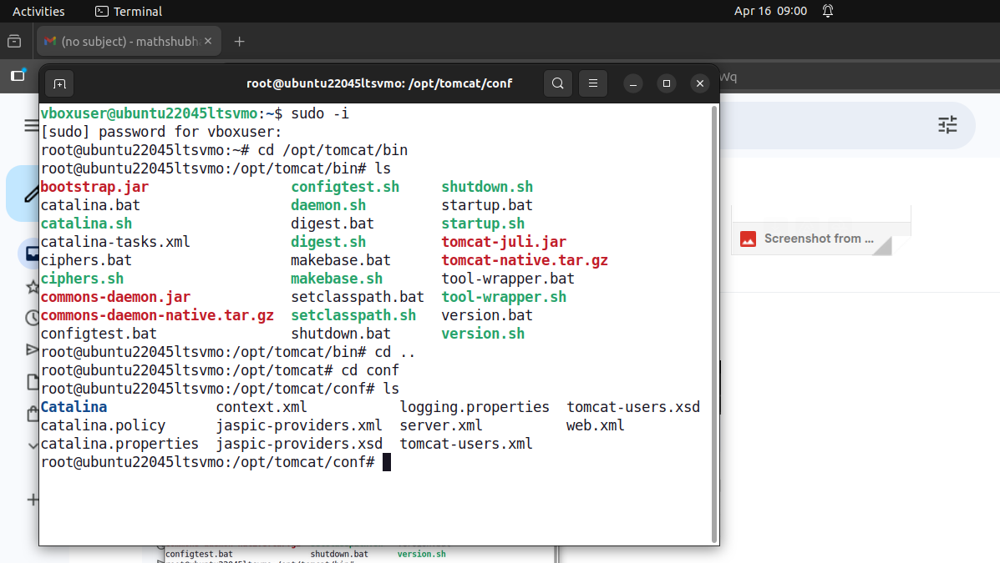 Activities Terminal Apr 16 09:00
(no subject) - mathshubh
root@ubuntu22045ltsvmo: /opt/tomcat/conf
Wq
vboxuser@ubuntu22045ltsvmo:~$ sudo -i
[sudo] password for vboxuser:
root@ubuntu22045ltsvmo:~# cd /opt/tomcat/bin
root@ubuntu22045ltsvmo:/opt/tomcat/bin# ls
bootstrap.jar configtest.sh shutdown.sh
catalina.bat daemon.sh startup.bat
catalina.sh digest.bat startup.sh
catalina-tasks.xml digest.sh tomcat-juli.jar
ciphers.bat makebase.bat tomcat-native.tar.gz
ciphers.sh makebase.sh tool-wrapper.bat
commons-daemon.jar setclasspath.bat tool-wrapper.sh
commons-daemon-native.tar.gz setclasspath.sh version.bat
configtest.bat shutdown.bat version.sh
root@ubuntu22045ltsvmo:/opt/tomcat/bin# cd ..
root@ubuntu22045ltsvmo:/opt/tomcat# cd conf
root@ubuntu22045ltsvmo:/opt/tomcat/conf# ls
Catalina context.xml logging.properties tomcat-users.xsd
catalina.policy jaspic-providers.xml server.xml web.xml
catalina.properties jaspic-providers.xsd tomcat-users.xml
root@ubuntu22045ltsvmo:/opt/tomcat/conf#
Screenshot from ...
configtest.bat shutdown.bat version.sh